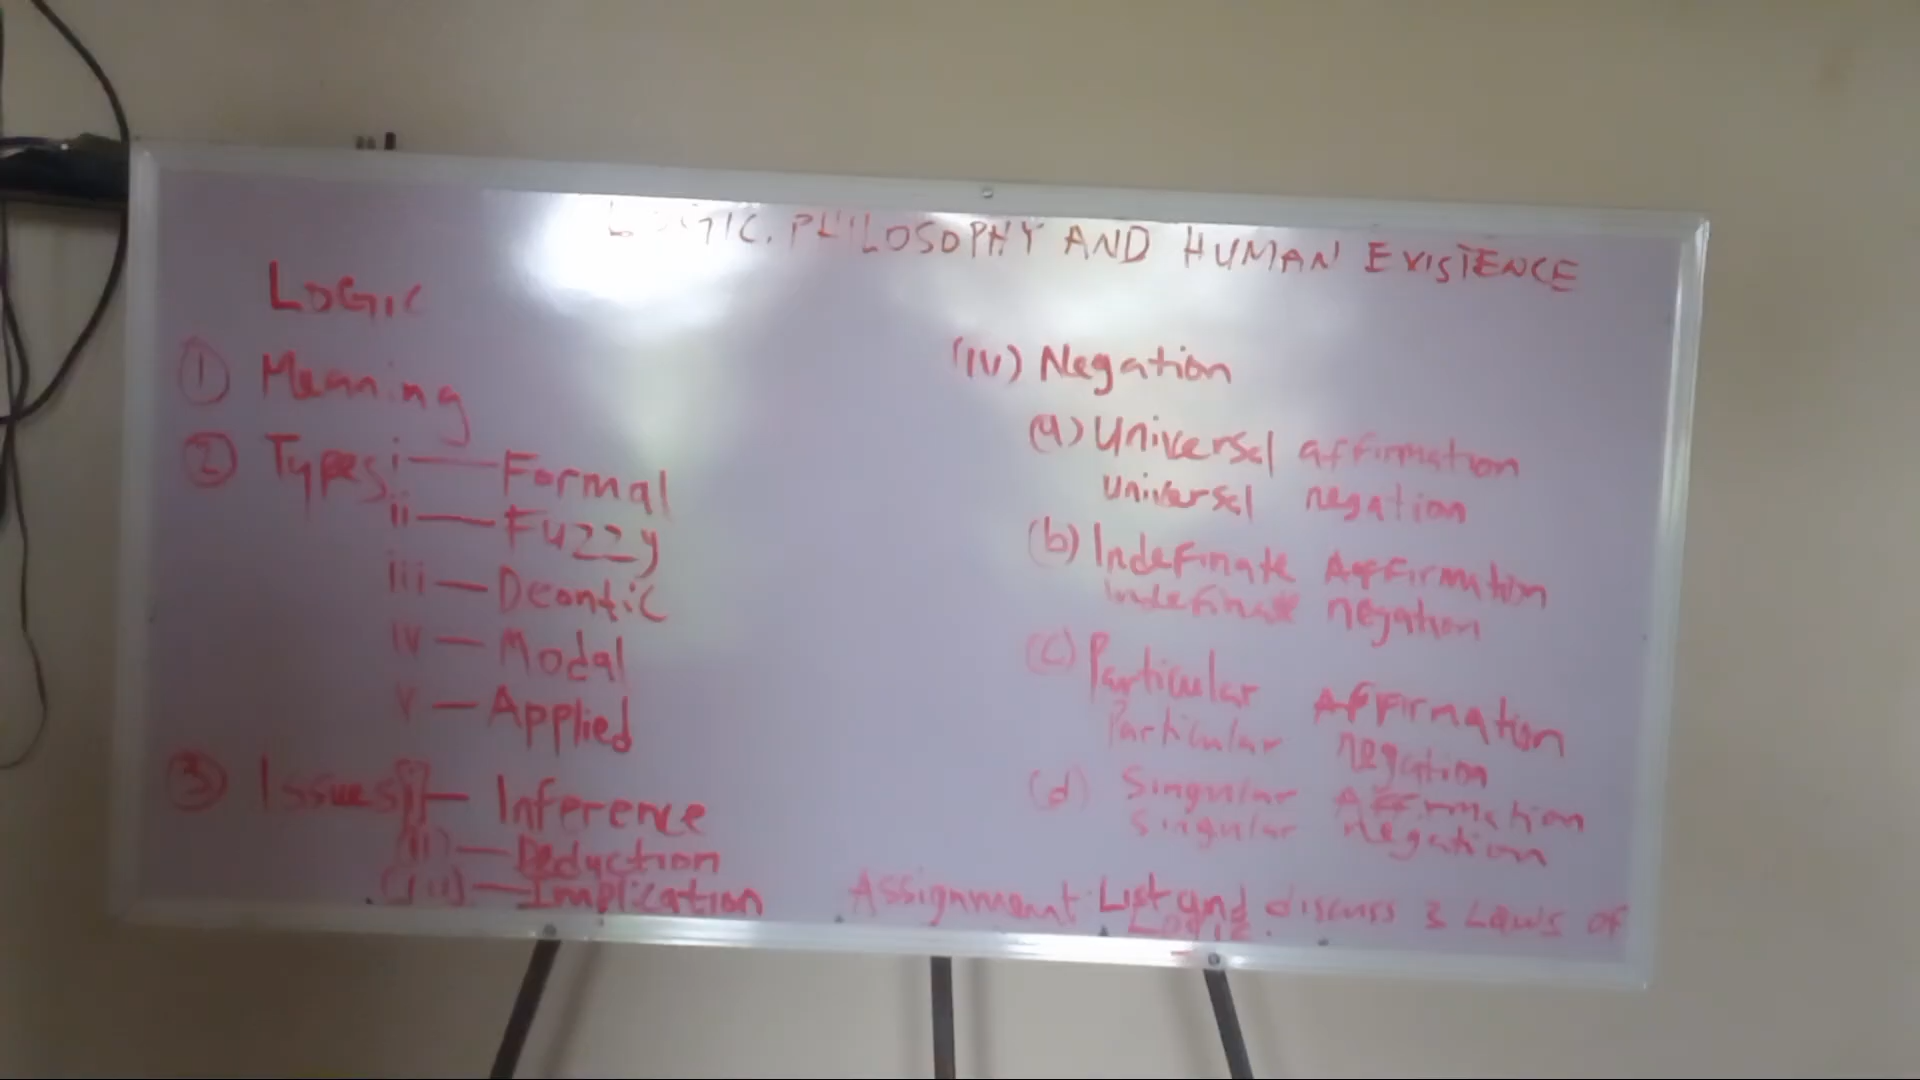 LOGIC, PHILOSOPHY AND HUMAN EXISTENCE
LOGIC
① Meaning
② Types i — Formal
ii — Fuzzy
iii — Deontic
iv — Modal
v — Applied
③ Issues (i) — Inference
(ii) — Deduction
(iii) — Implication
(iv) Negation
(a) Universal affirmation
universal negation
(b) Indefinate Affirmation
indefinate negation
(c) Particular Affirmation
Particular negation
(d) Singular Affirmation
Singular negation
Assignment: List and discuss 3 Laws of
Logic.